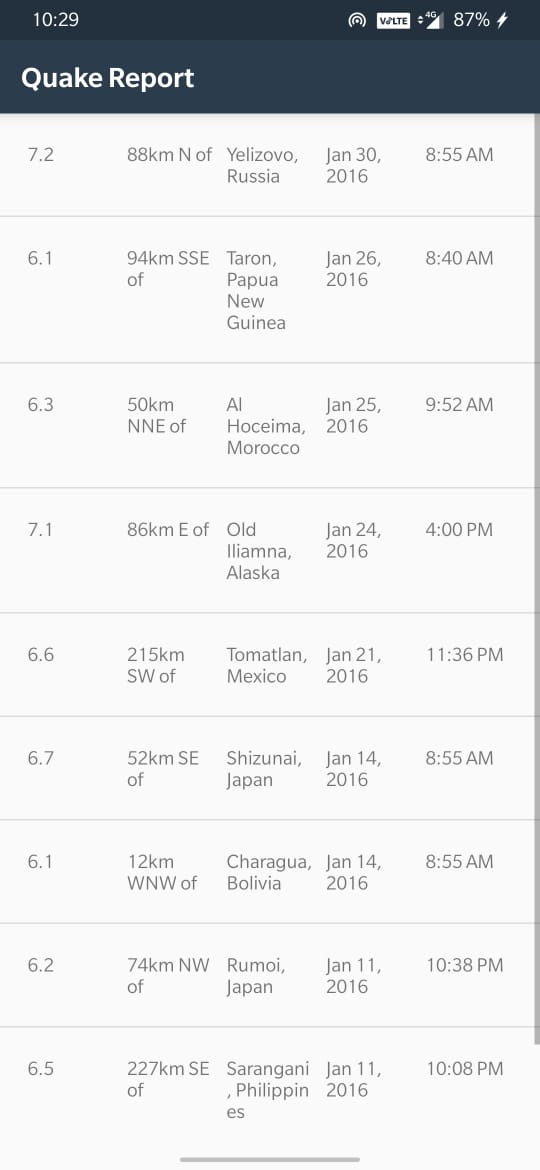 10:29 VoLTE 4G 87%
Quake Report
7.2 88km N of Yelizovo, Jan 30, 8:55 AM
Russia 2016
6.1 94km SSE Taron, Jan 26, 8:40 AM
of Papua 2016
New
Guinea
6.3 50km Al Jan 25, 9:52 AM
NNE of Hoceima, 2016
Morocco
7.1 86km E of Old Jan 24, 4:00 PM
Iliamna, 2016
Alaska
6.6 215km Tomatlan, Jan 21, 11:36 PM
SW of Mexico 2016
6.7 52km SE Shizunai, Jan 14, 8:55 AM
of Japan 2016
6.1 12km Charagua, Jan 14, 8:55 AM
WNW of Bolivia 2016
6.2 74km NW Rumoi, Jan 11, 10:38 PM
of Japan 2016
6.5 227km SE Sarangani Jan 11, 10:08 PM
of , Philippin 2016
es